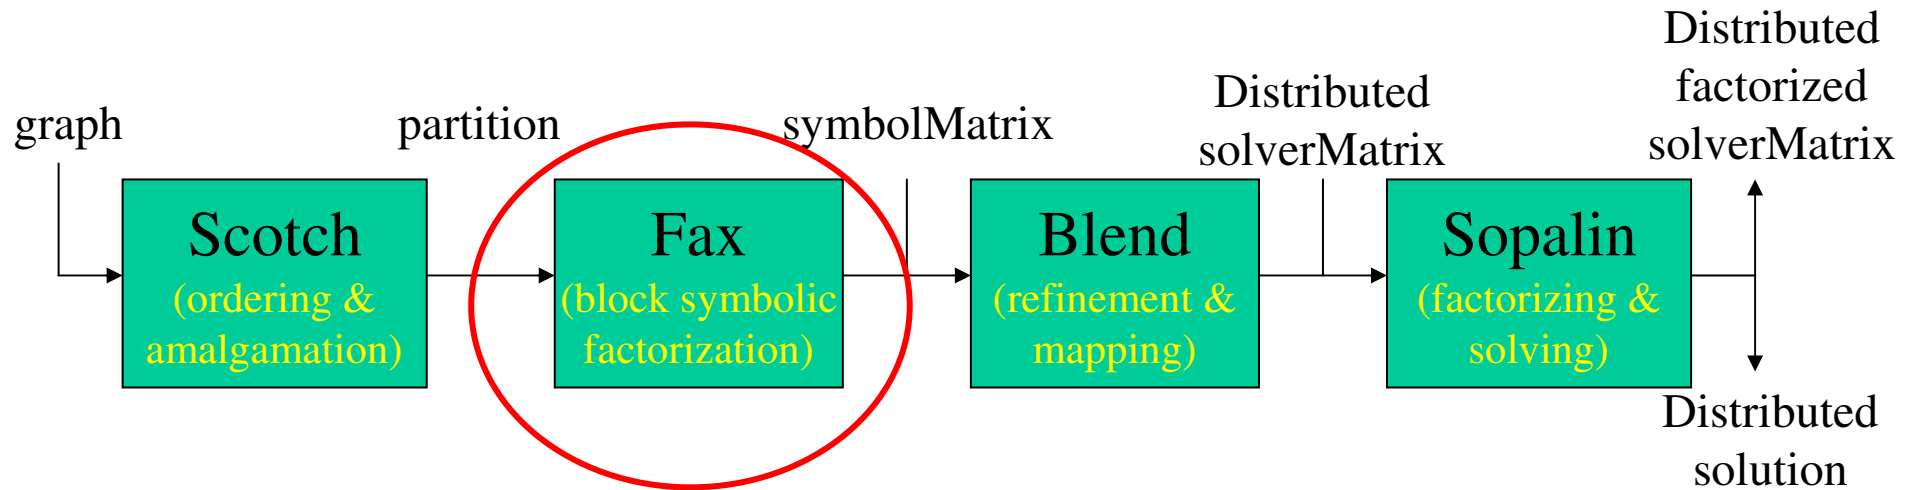 graph
Scotch
(ordering &
amalgamation)
partition
Fax
(block symbolic
factorization)
symbolMatrix
Blend
(refinement &
mapping)
Distributed
solverMatrix
Sopalin
(factorizing &
solving)
Distributed
factorized
solverMatrix
Distributed
solution